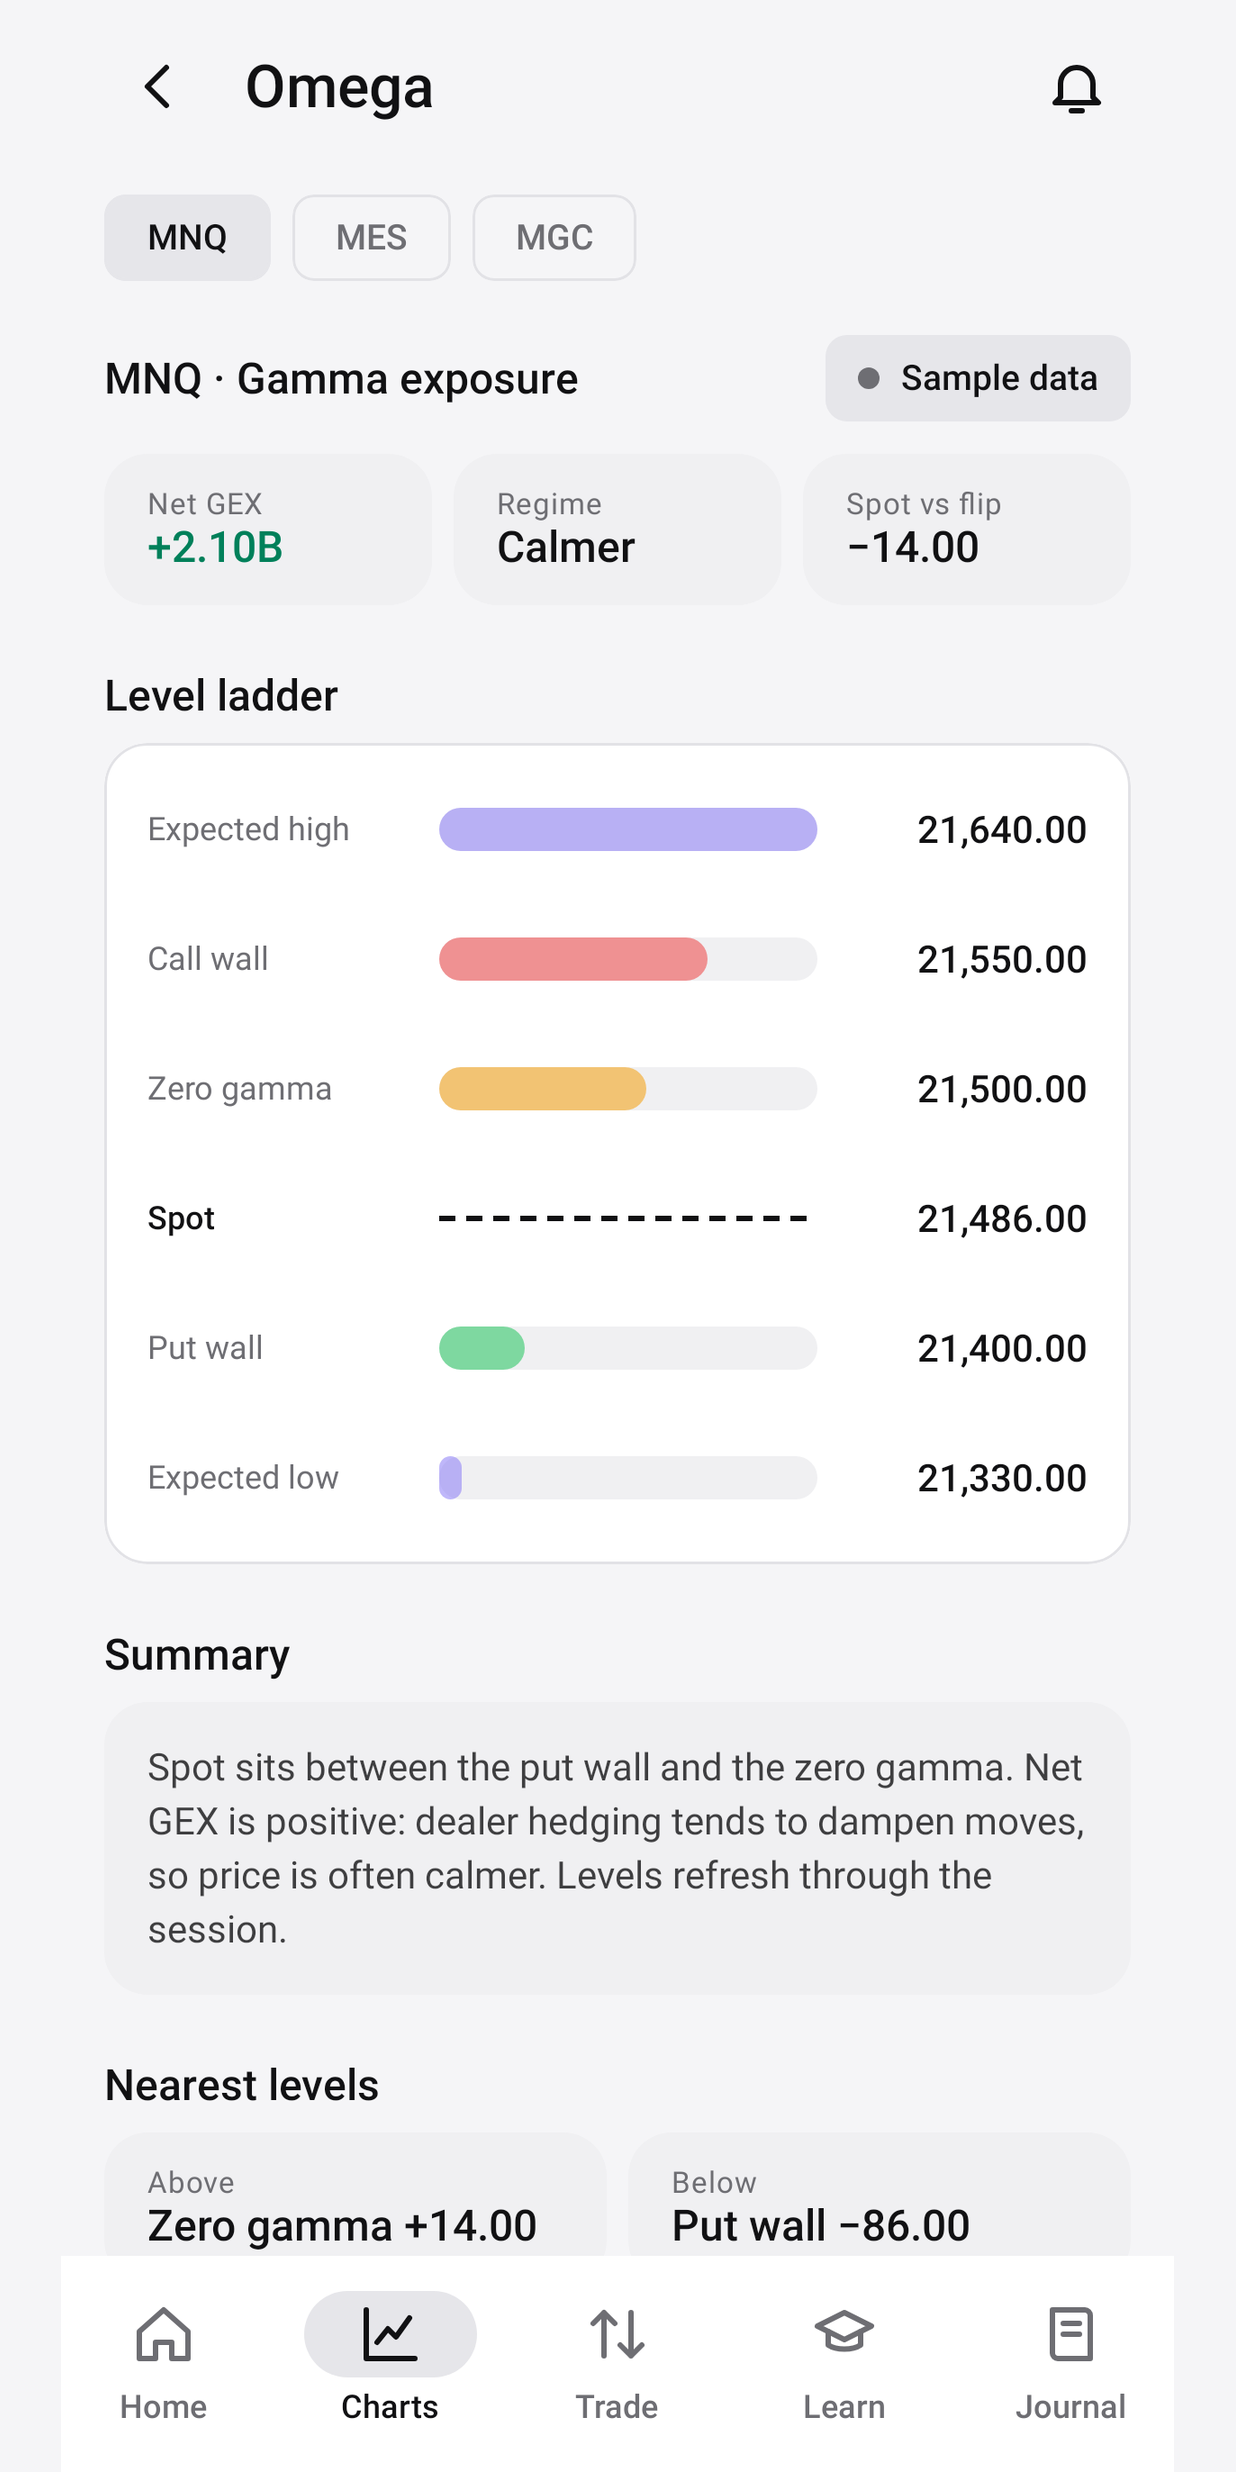 Omega
MNQ
MES
MGC
MNQ · Gamma exposure
Sample data
Net GEX
+2.10B
Regime
Calmer
Spot vs flip
−14.00
Level ladder
Expected high
21,640.00
Call wall
21,550.00
Zero gamma
21,500.00
Spot
21,486.00
Put wall
21,400.00
Expected low
21,330.00
Summary
Spot sits between the put wall and the zero gamma. Net
GEX is positive: dealer hedging tends to dampen moves,
so price is often calmer. Levels refresh through the
session.
Nearest levels
Above
Zero gamma +14.00
Below
Put wall −86.00
Home
Charts
Trade
Learn
Journal